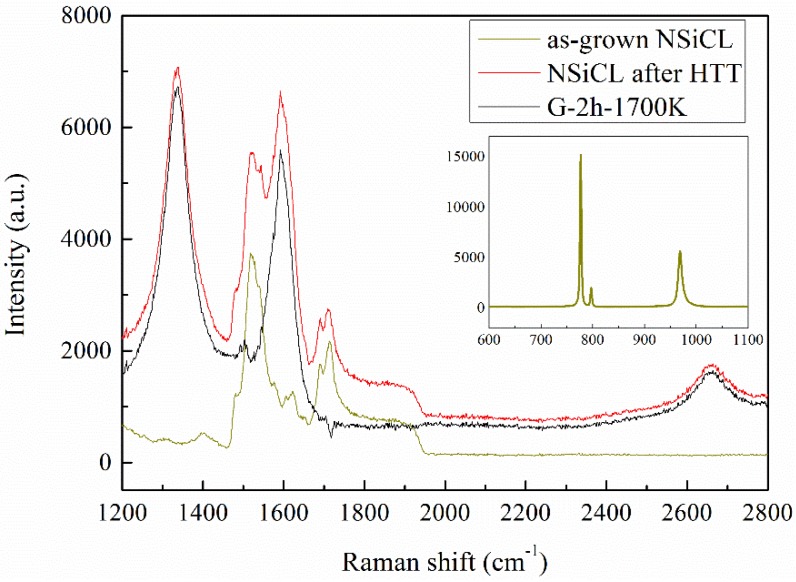 8000
6000
4000
2000
0
Intensity (a.u.)
as-grown NSiCL
NSiCL after HTT
G-2h-1700K
15000
10000
5000
0
600 700 800 900 1000 1100
1200 1400 1600 1800 2000 2200 2400 2600 2800
Raman shift (cm-1)